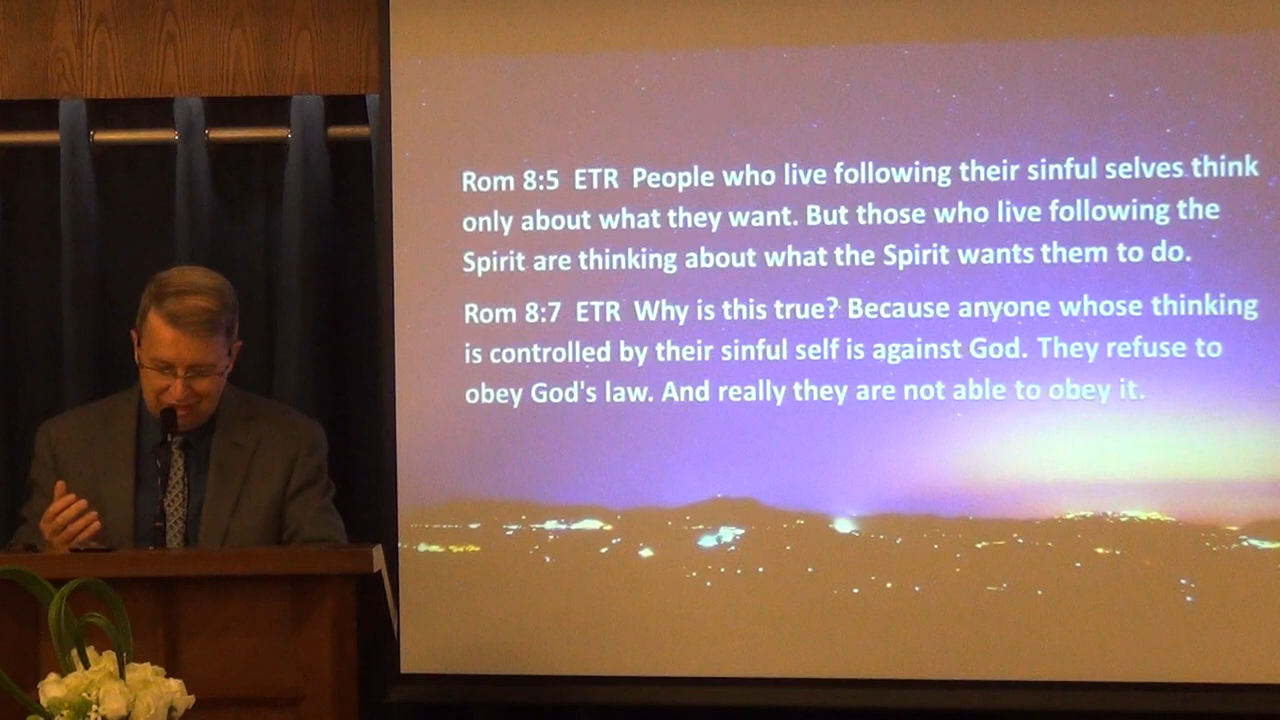 Rom 8:5 ETR People who live following their sinful selves think
only about what they want. But those who live following the
Spirit are thinking about what the Spirit wants them to do.
Rom 8:7 ETR Why is this true? Because anyone whose thinking
is controlled by their sinful self is against God. They refuse to
obey God's law. And really they are not able to obey it.